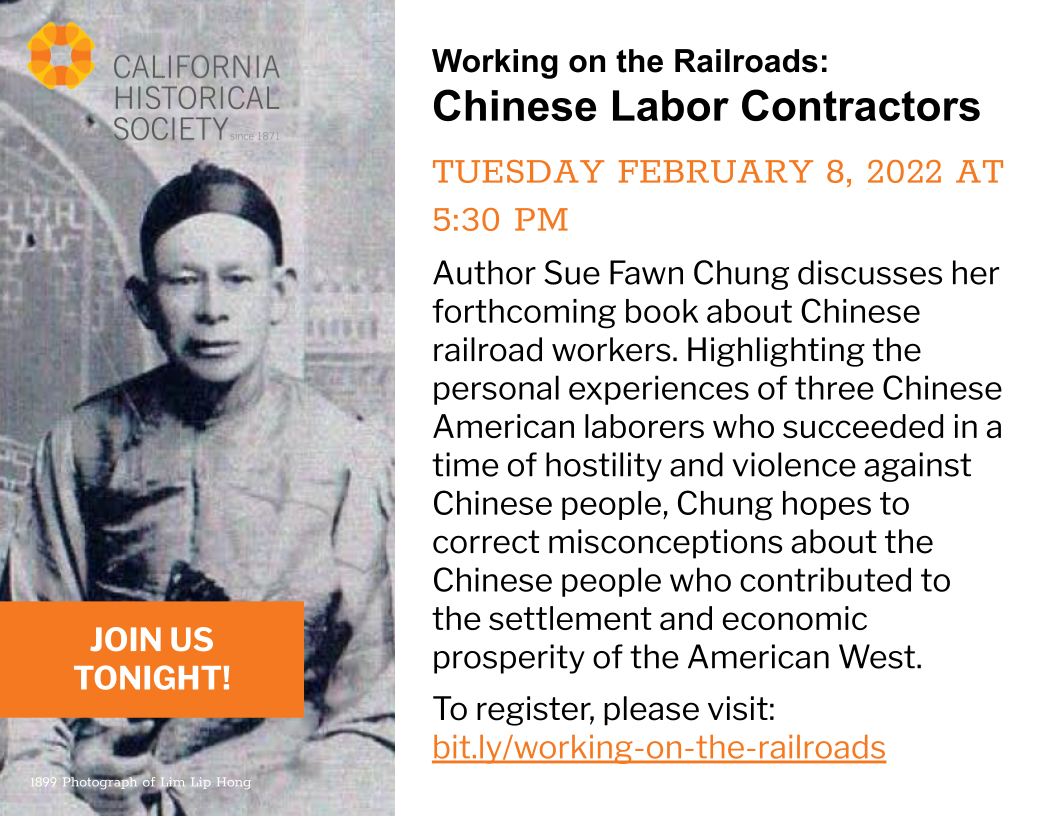 CALIFORNIA
HISTORICAL
SOCIETY since 1871
Working on the Railroads:
Chinese Labor Contractors
TUESDAY FEBRUARY 8, 2022 AT
5:30 PM
Author Sue Fawn Chung discusses her
forthcoming book about Chinese
railroad workers. Highlighting the
personal experiences of three Chinese
American laborers who succeeded in a
time of hostility and violence against
Chinese people, Chung hopes to
correct misconceptions about the
Chinese people who contributed to
the settlement and economic
prosperity of the American West.
To register, please visit:
bit.ly/working-on-the-railroads
JOIN US
TONIGHT!
1899 Photograph of Lim Lip Hong